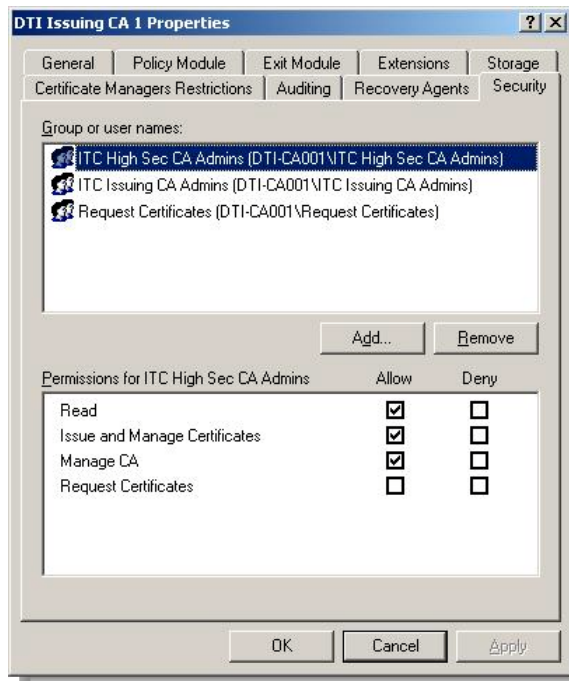 DTI Issuing CA 1 Properties
General Policy Module Exit Module Extensions Storage
Certificate Managers Restrictions Auditing Recovery Agents Security
Group or user names:
ITC High Sec CA Admins (DTI-CA001\ITC High Sec CA Admins)
ITC Issuing CA Admins (DTI-CA001\ITC Issuing CA Admins)
Request Certificates (DTI-CA001\Request Certificates)
Add... Remove
Permissions for ITC High Sec CA Admins Allow Deny
Read
Issue and Manage Certificates
Manage CA
Request Certificates
OK Cancel Apply